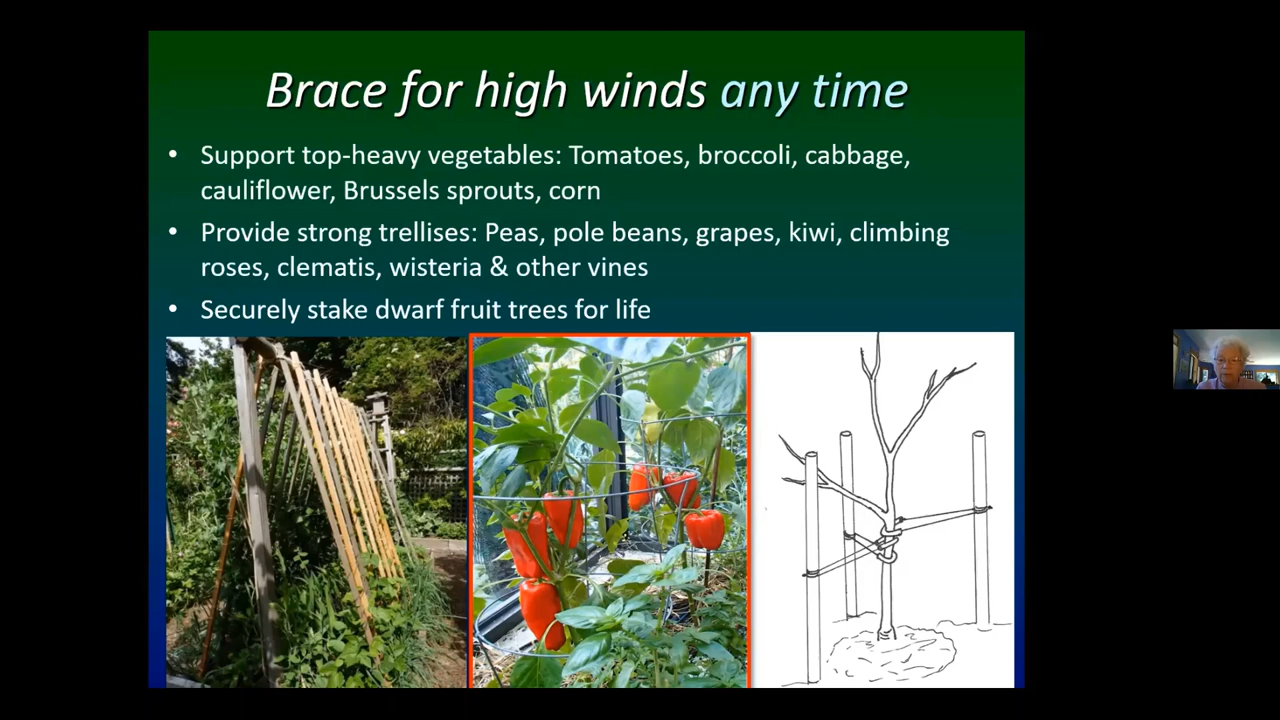 Brace for high winds any time
• Support top-heavy vegetables: Tomatoes, broccoli, cabbage,
cauliflower, Brussels sprouts, corn
• Provide strong trellises: Peas, pole beans, grapes, kiwi, climbing
roses, clematis, wisteria & other vines
• Securely stake dwarf fruit trees for life